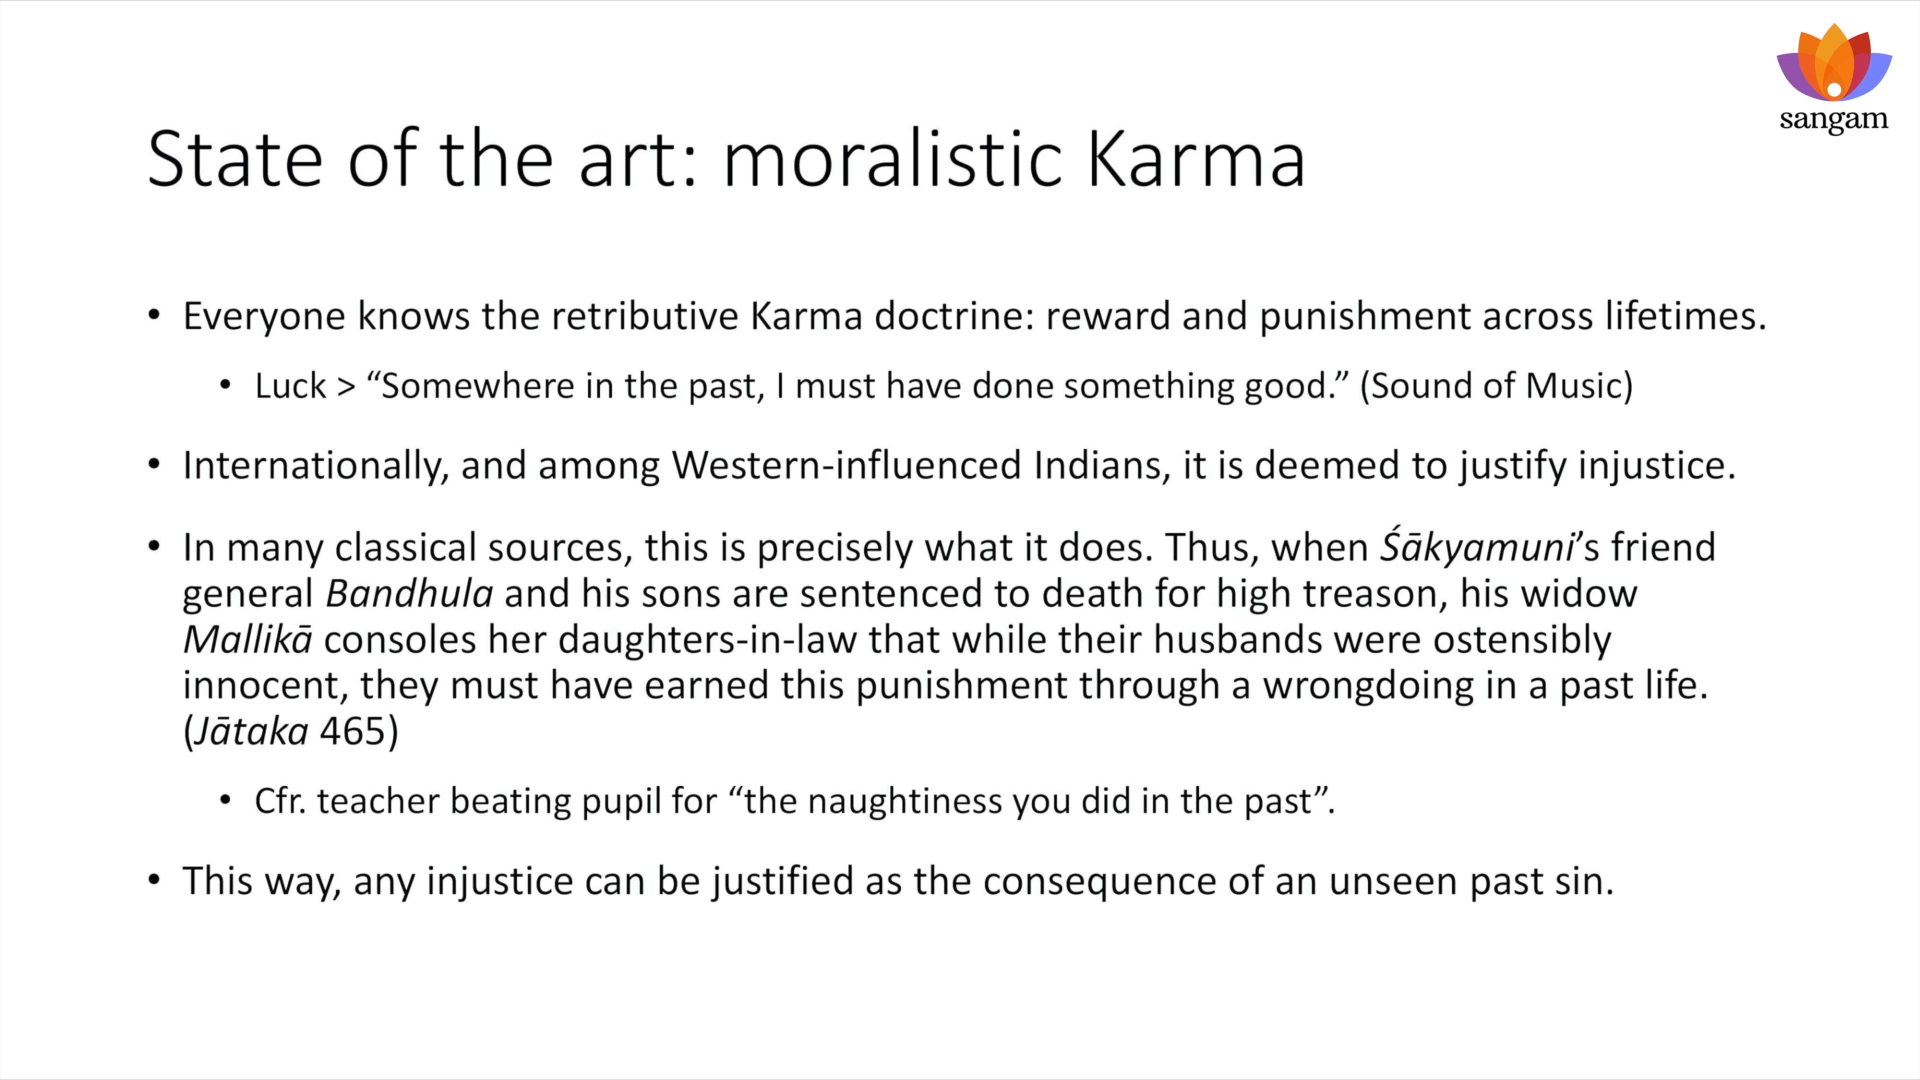 sangam
State of the art: moralistic Karma
• Everyone knows the retributive Karma doctrine: reward and punishment across lifetimes.
• Luck > “Somewhere in the past, I must have done something good.” (Sound of Music)
• Internationally, and among Western-influenced Indians, it is deemed to justify injustice.
• In many classical sources, this is precisely what it does. Thus, when Śākyamuni’s friend
general Bandhula and his sons are sentenced to death for high treason, his widow
Mallikā consoles her daughters-in-law that while their husbands were ostensibly
innocent, they must have earned this punishment through a wrongdoing in a past life.
(Jātaka 465)
• Cfr. teacher beating pupil for “the naughtiness you did in the past”.
• This way, any injustice can be justified as the consequence of an unseen past sin.